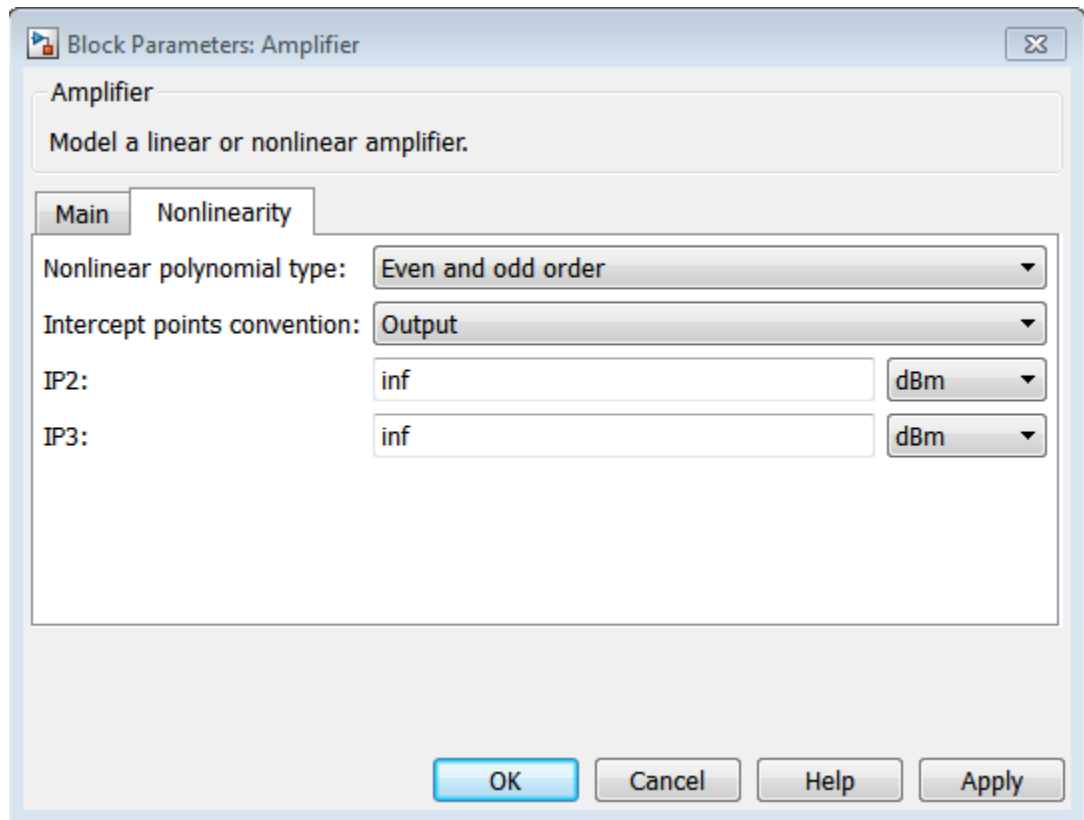 Block Parameters: Amplifier
Amplifier
Model a linear or nonlinear amplifier.
Main Nonlinearity
Nonlinear polynomial type: Even and odd order
Intercept points convention: Output
IP2: inf dBm
IP3: inf dBm
OK Cancel Help Apply